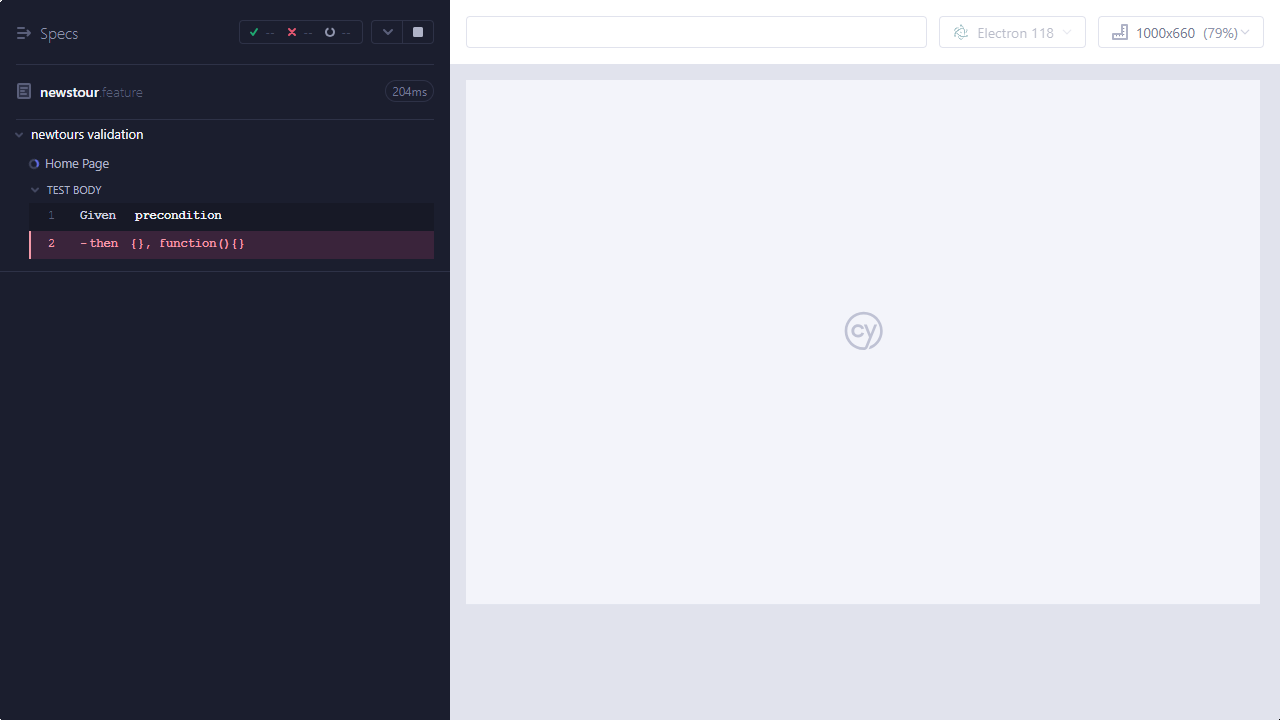 Specs
--
--
--
Electron 118
1000x660 (79%)
newstour.feature
204ms
newtours validation
Home Page
TEST BODY
1 Given precondition
2 -then {}, function(){}
cy